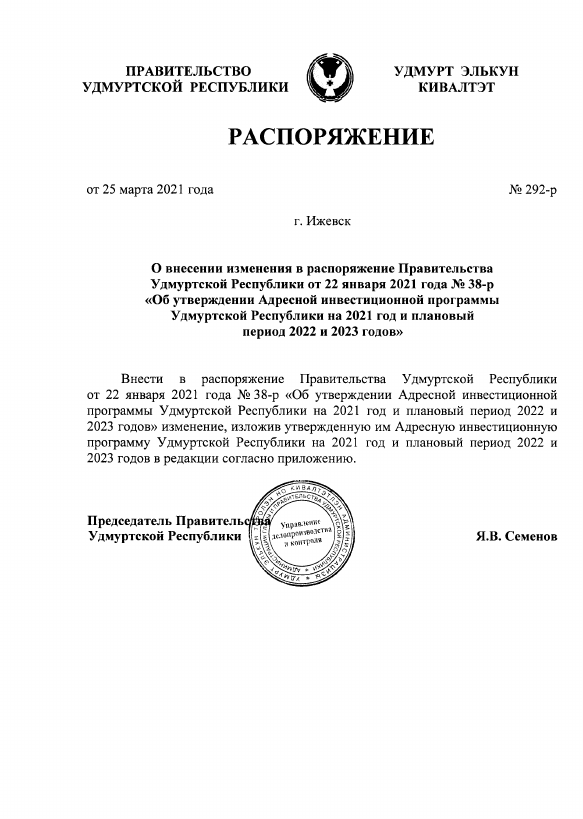 ПРАВИТЕЛЬСТВО
УДМУРТСКОЙ РЕСПУБЛИКИ
УДМУРТ ЭЛЬКУН
КИВАЛТЭТ
РАСПОРЯЖЕНИЕ
от 25 марта 2021 года
№ 292-р
г. Ижевск
О внесении изменения в распоряжение Правительства
Удмуртской Республики от 22 января 2021 года № 38-р
«Об утверждении Адресной инвестиционной программы
Удмуртской Республики на 2021 год и плановый
период 2022 и 2023 годов»
Внести в распоряжение Правительства Удмуртской Республики
от 22 января 2021 года № 38-р «Об утверждении Адресной инвестиционной
программы Удмуртской Республики на 2021 год и плановый период 2022 и
2023 годов» изменение, изложив утвержденную им Адресную инвестиционную
программу Удмуртской Республики на 2021 год и плановый период 2022 и
2023 годов в редакции согласно приложению.
Председатель Правительства
Удмуртской Республики
Я.В. Семенов
Управление
делопроизводства
и контроля